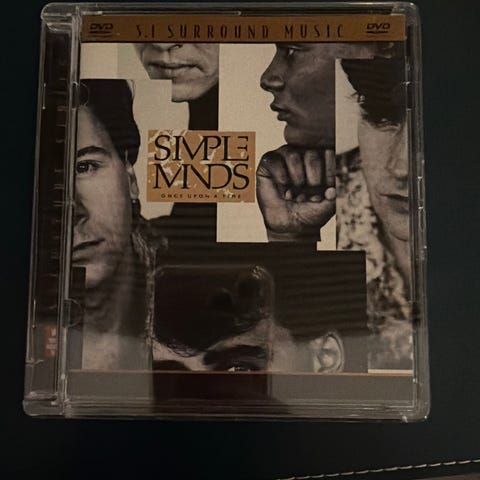 DVD 5.1 SURROUND MUSIC DVD
SIMPLE
MINDS
ONCE UPON A TIME